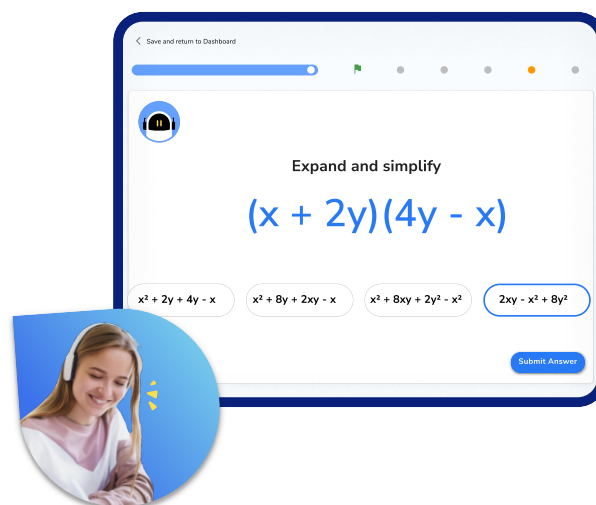 Save and return to Dashboard
Expand and simplify
(x + 2y)(4y - x)
x² + 2y + 4y - x
x² + 8y + 2xy - x
x² + 8xy + 2y² - x²
2xy - x² + 8y²
Submit Answer